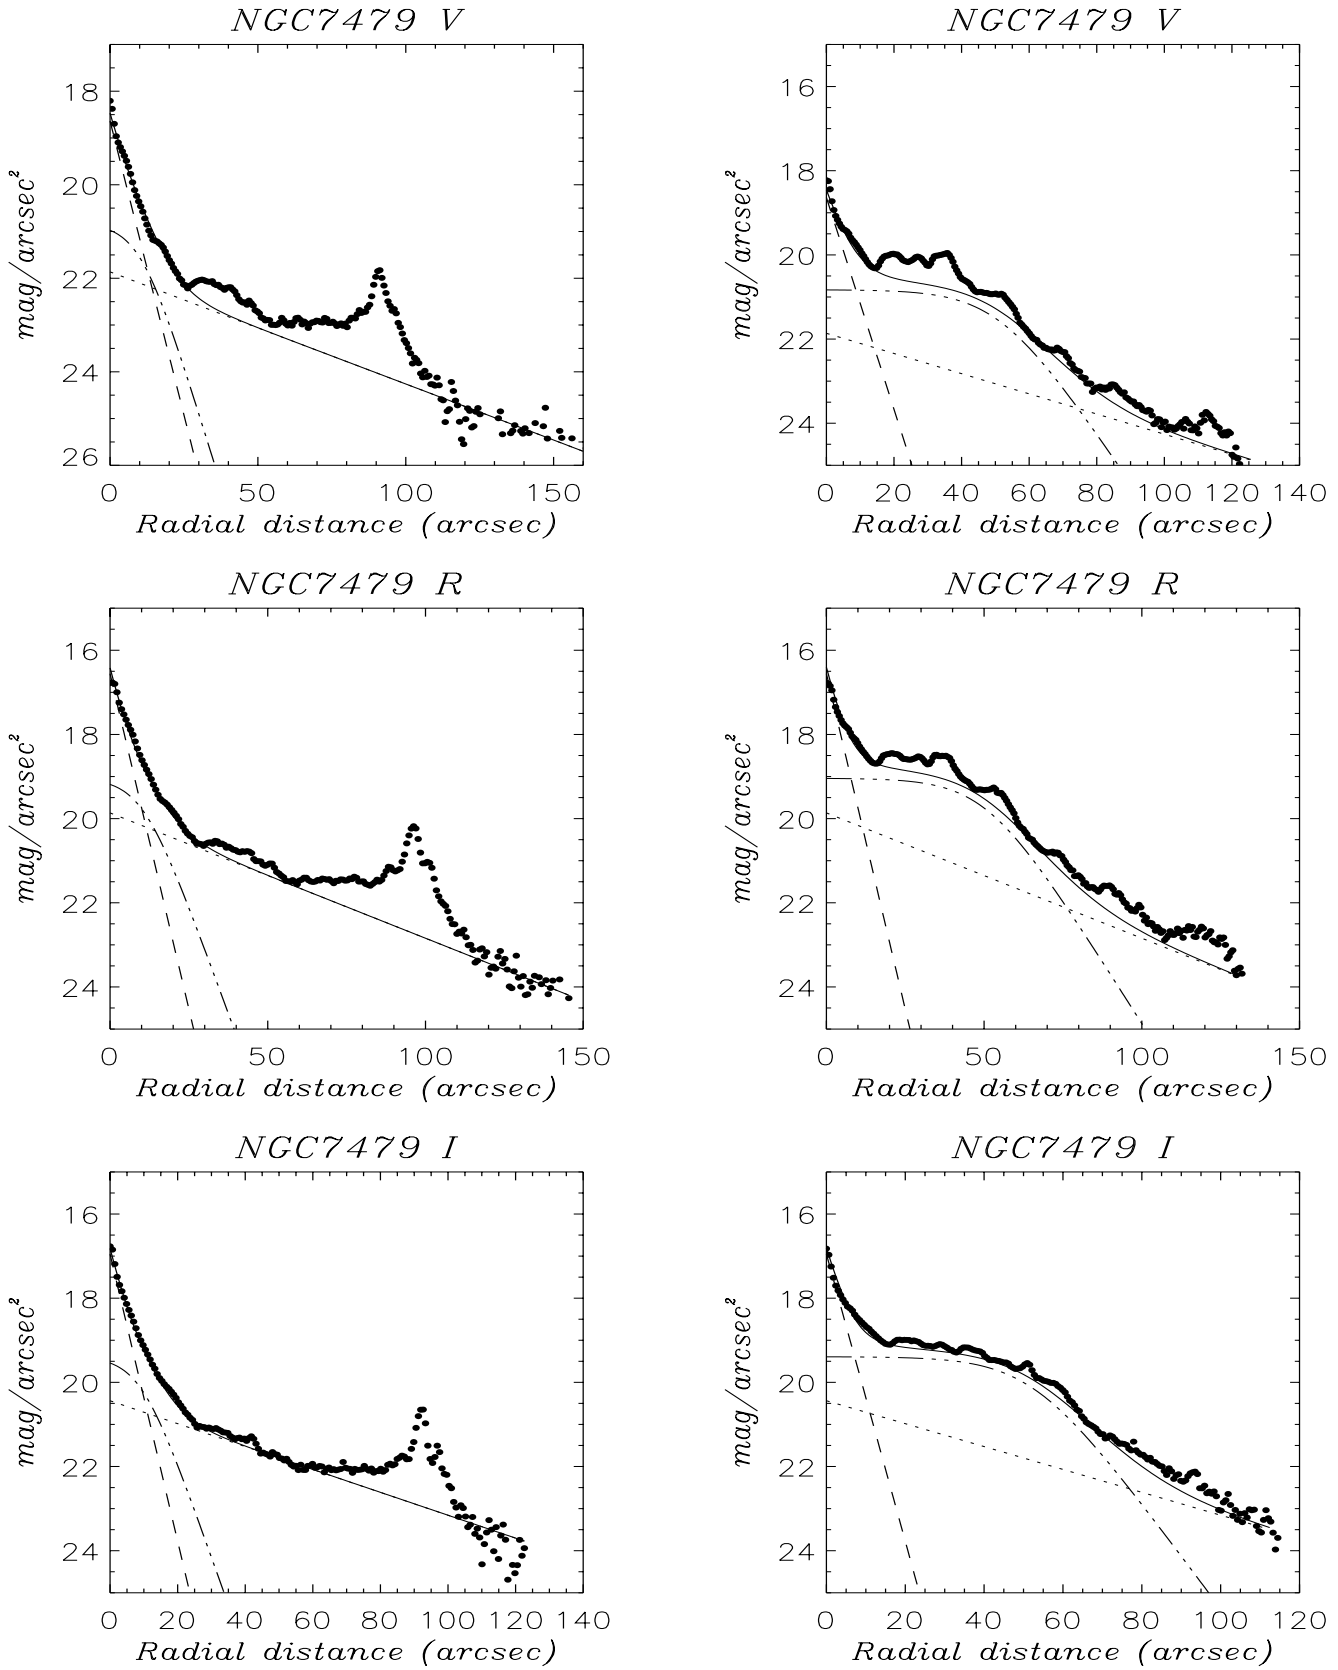 NGC7479 V
mag/arcsec²
18
20
22
24
26
0 50 100 150
Radial distance (arcsec)
NGC7479 V
mag/arcsec²
16
18
20
22
24
0 20 40 60 80 100 120 140
Radial distance (arcsec)
NGC7479 R
mag/arcsec²
16
18
20
22
24
0 50 100 150
Radial distance (arcsec)
NGC7479 R
mag/arcsec²
16
18
20
22
24
0 50 100 150
Radial distance (arcsec)
NGC7479 I
mag/arcsec²
16
18
20
22
24
0 20 40 60 80 100 120 140
Radial distance (arcsec)
NGC7479 I
mag/arcsec²
16
18
20
22
24
0 20 40 60 80 100 120
Radial distance (arcsec)